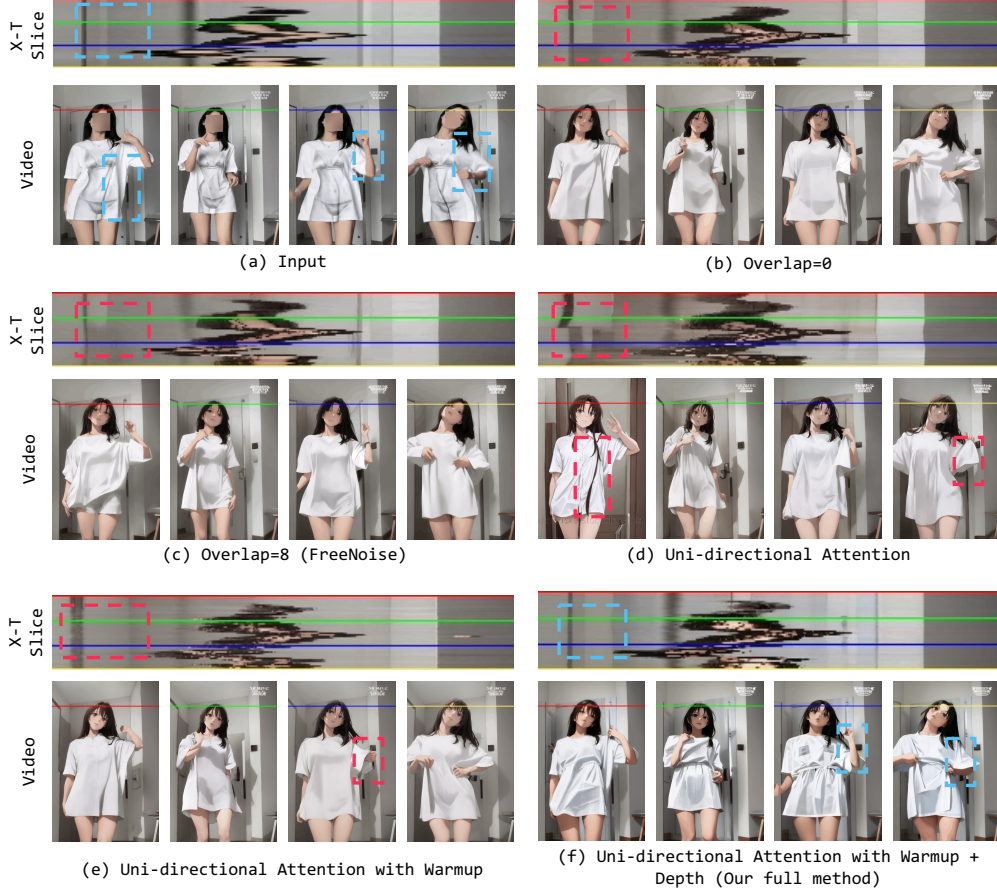 X-T
Slice
X-T
Slice
Video
(a) Input
(b) Overlap=0
X-T
Slice
Video
(c) Overlap=8 (FreeNoise)
(d) Uni-directional Attention
X-T
Slice
Video
(e) Uni-directional Attention with Warmup
(f) Uni-directional Attention with Warmup +
Depth (Our full method)